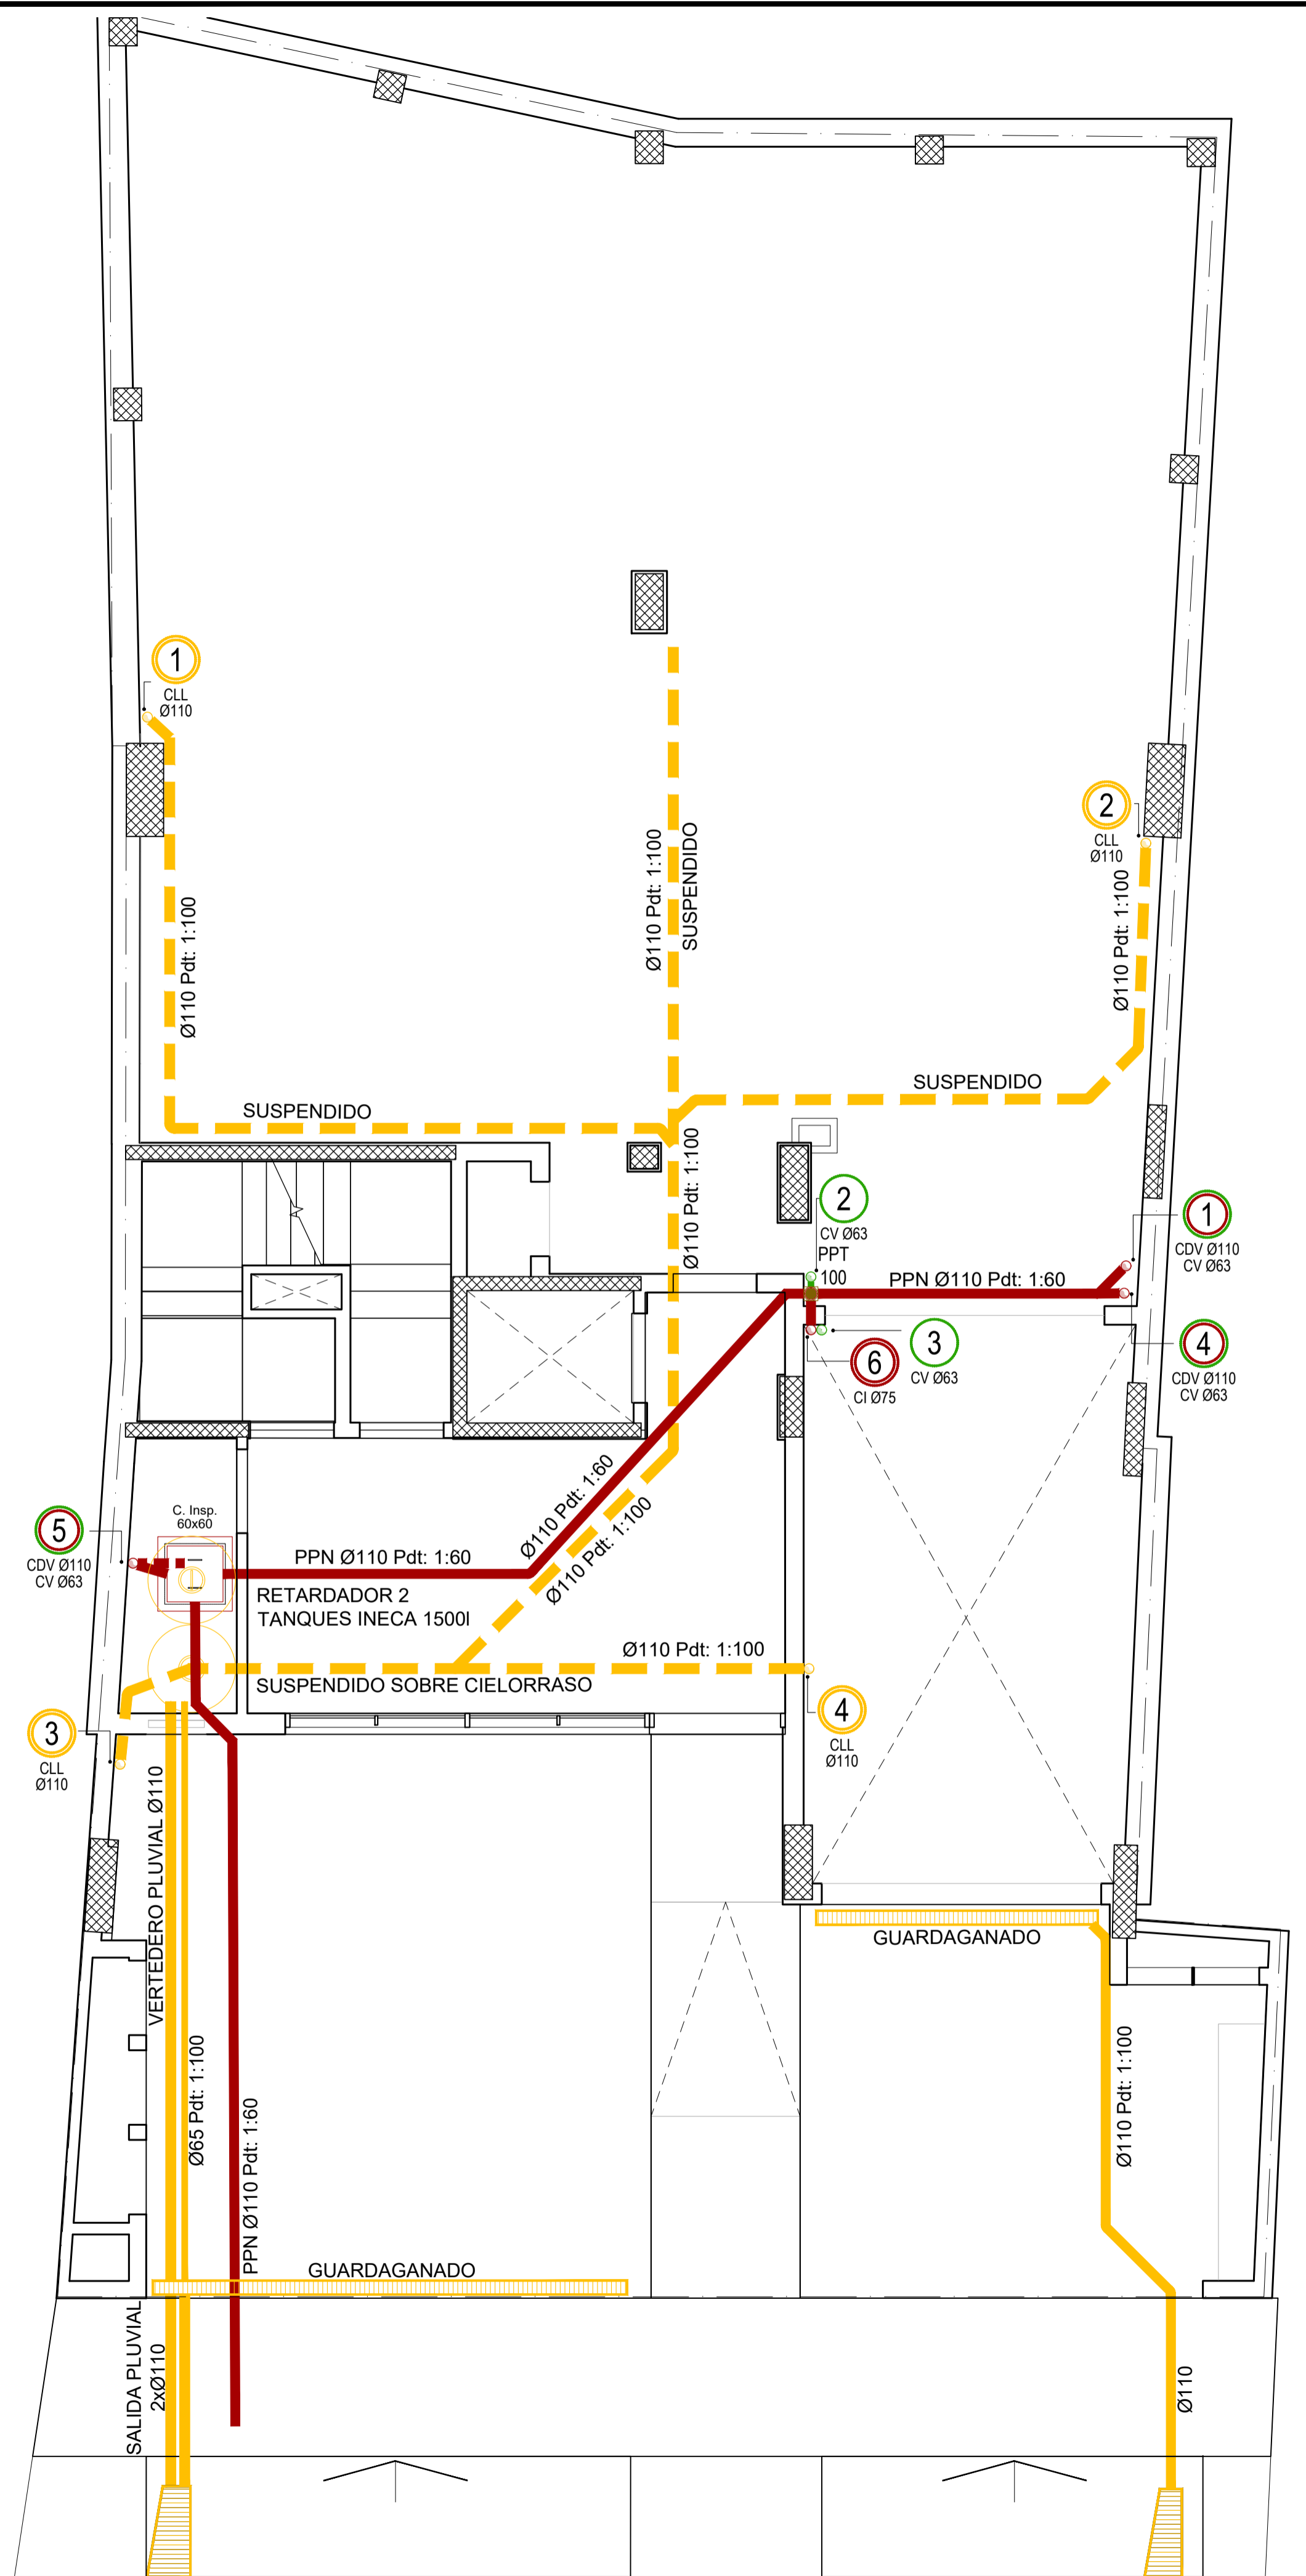 1
CLL
Ø110
2
CLL
Ø110
Ø110 Pdt: 1:100
Ø110 Pdt: 1:100
SUSPENDIDO
Ø110 Pdt: 1:100
SUSPENDIDO
SUSPENDIDO
Ø110 Pdt: 1:100
2
CV Ø63
PPT
100
1
CDV Ø110
CV Ø63
PPN Ø110 Pdt: 1:60
3
CV Ø63
4
CDV Ø110
CV Ø63
6
CI Ø75
A
5
CDV Ø110
CV Ø63
C. Insp.
60x60
Ø110 Pdt: 1:60
Ø110 Pdt: 1:100
PPN Ø110 Pdt: 1:60
RETARDADOR 2
TANQUES INECA 1500l
Ø110 Pdt: 1:100
SUSPENDIDO SOBRE CIELORRASO
3
CLL
Ø110
4
CLL
Ø110
VERTEDERO PLUVIAL Ø110
GUARDAGANADO
Ø65 Pdt: 1:100
PPN Ø110 Pdt: 1:60
Ø110 Pdt: 1:100
GUARDAGANADO
SALIDA PLUVIAL
2xØ110
Ø110